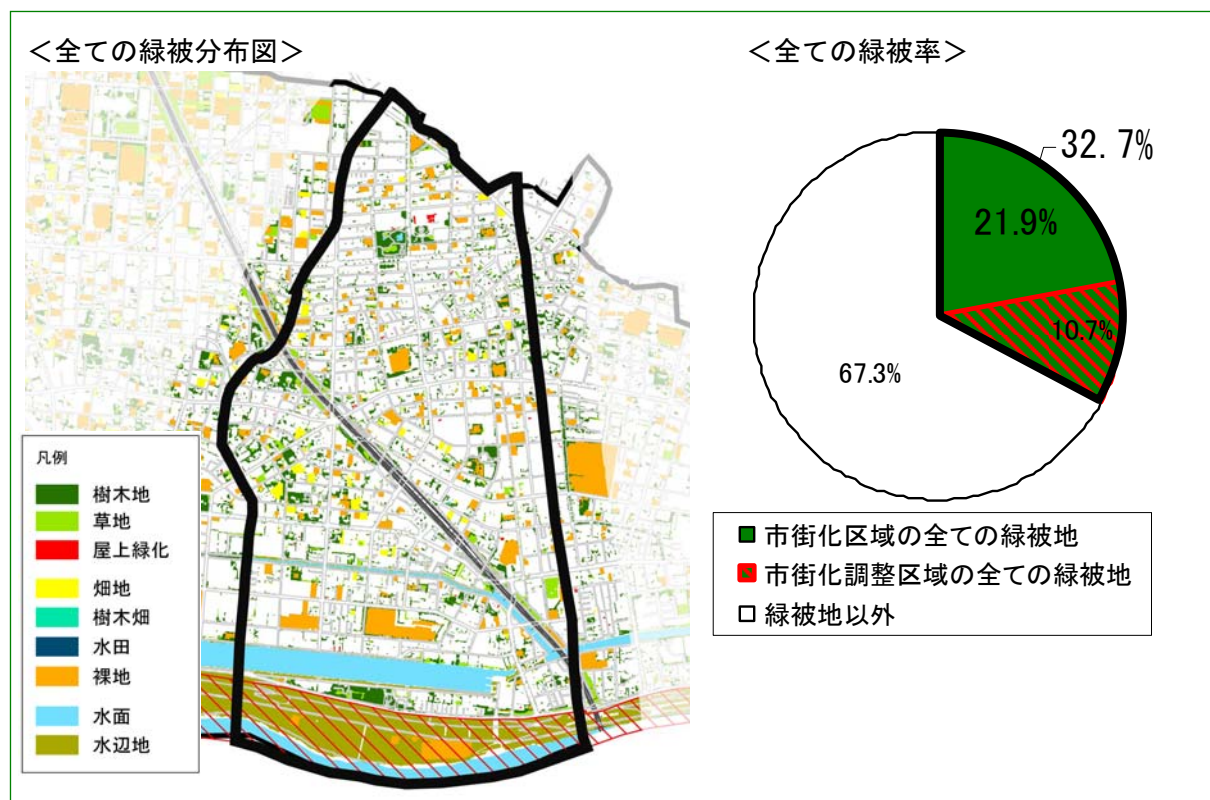 ＜全ての緑被分布図＞
＜全ての緑被率＞
32.7%
21.9%
10.7%
67.3%
凡例
樹木地
草地
屋上緑化
畑地
樹木畑
水田
裸地
水面
水辺地
市街化区域の全ての緑被地
市街化調整区域の全ての緑被地
緑被地以外